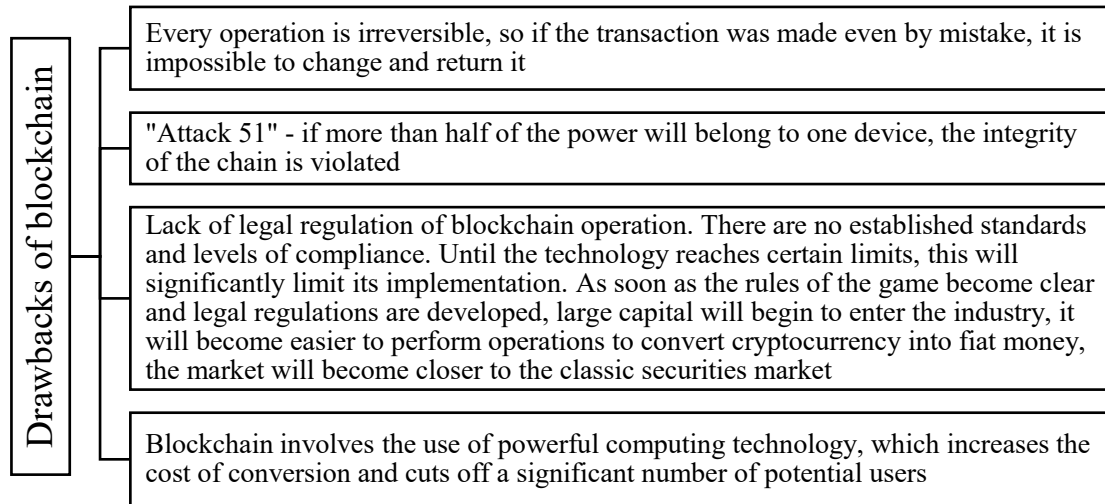 Drawbacks of blockchain
Every operation is irreversible, so if the transaction was made even by mistake, it is
impossible to change and return it
"Attack 51" - if more than half of the power will belong to one device, the integrity
of the chain is violated
Lack of legal regulation of blockchain operation. There are no established standards
and levels of compliance. Until the technology reaches certain limits, this will
significantly limit its implementation. As soon as the rules of the game become clear
and legal regulations are developed, large capital will begin to enter the industry, it
will become easier to perform operations to convert cryptocurrency into fiat money,
the market will become closer to the classic securities market
Blockchain involves the use of powerful computing technology, which increases the
cost of conversion and cuts off a significant number of potential users